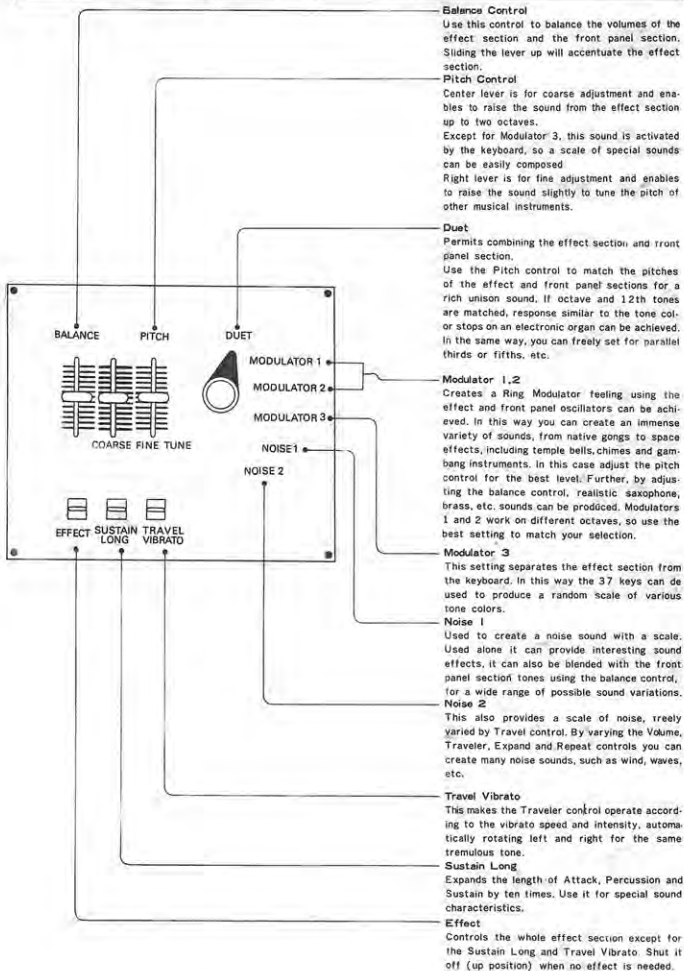 Balance Control
Use this control to balance the volumes of the
effect section and the front panel section.
Sliding the lever up will accentuate the effect
section.
Pitch Control
Center lever is for coarse adjustment and ena-
bles to raise the sound from the effect section
up to two octaves.
Except for Modulator 3, this sound is activated
by the keyboard, so a scale of special sounds
can be easily composed
Right lever is for fine adjustment and enables
to raise the sound slightly to tune the pitch of
other musical instruments.
Duet
Permits combining the effect section and front
panel section.
Use the Pitch control to match the pitches
of the effect and front panel sections for a
rich unison sound. If octave and 12th tones
are matched, response similar to the tone col-
or stops on an electronic organ can be achieved.
In the same way, you can freely set for parallel
thirds or fifths, etc.
Modulator 1,2
Creates a Ring Modulator feeling using the
effect and front panel oscillators can be achi-
eved. In this way you can create an immense
variety of sounds, from native gongs to space
effects, including temple bells, chimes and gam-
bang instruments. In this case adjust the pitch
control for the best level. Further, by adjus-
ting the balance control, realistic saxophone,
brass, etc. sounds can be produced. Modulators
1 and 2 work on different octaves, so use the
best setting to match your selection.
Modulator 3
This setting separates the effect section from
the keyboard. In this way the 37 keys can de
used to produce a random scale of various
tone colors.
Noise 1
Used to create a noise sound with a scale.
Used alone it can provide interesting sound
effects, it can also be blended with the front
panel section tones using the balance control,
for a wide range of possible sound variations.
Noise 2
This also provides a scale of noise, freely
varied by Travel control. By varying the Volume,
Traveler, Expand and Repeat controls you can
create many noise sounds, such as wind, waves,
etc.
Travel Vibrato
This makes the Traveler control operate accord-
ing to the vibrato speed and intensity, automa-
tically rotating left and right for the same
tremulous tone.
Sustain Long
Expands the length of Attack, Percussion and
Sustain by ten times. Use it for special sound
characteristics.
Effect
Controls the whole effect section except for
the Sustain Long and Travel Vibrato. Shut it
off (up position) when no effect is needed.
BALANCE PITCH DUET
MODULATOR 1
MODULATOR 2
MODULATOR 3
COARSE FINE TUNE
NOISE 1
NOISE 2
EFFECT SUSTAIN LONG TRAVEL VIBRATO